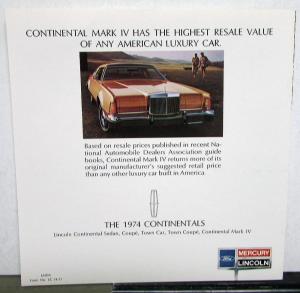 CONTINENTAL MARK IV HAS THE HIGHEST RESALE VALUE
OF ANY AMERICAN LUXURY CAR.
Based on resale prices published in recent Na-
tional Automobile Dealers Association guide
books, Continental Mark IV returns more of its
original manufacturer's suggested retail price
than any other luxury car built in America.
THE 1974 CONTINENTALS
Lincoln Continental Sedan, Coupé, Town Car, Town Coupé, Continental Mark IV
MERCURY
LINCOLN